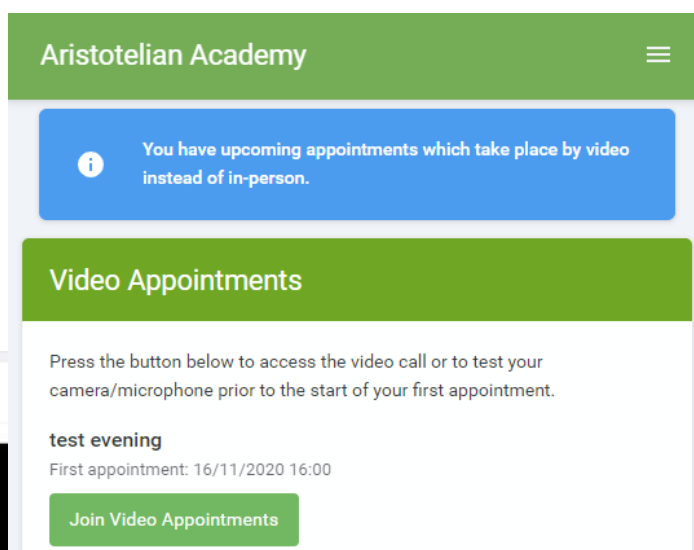 Aristotelian Academy
You have upcoming appointments which take place by video
instead of in-person.
Video Appointments
Press the button below to access the video call or to test your
camera/microphone prior to the start of your first appointment.
test evening
First appointment: 16/11/2020 16:00
Join Video Appointments